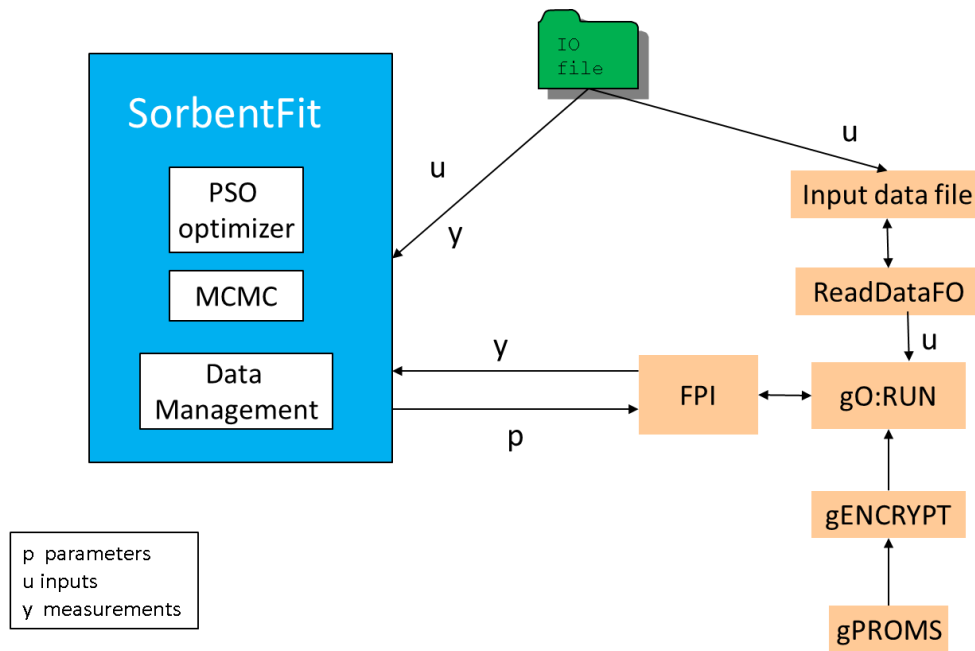 IO
file
SorbentFit
u
u
PSO
optimizer
Input data file
y
MCMC
ReadDataFO
u
y
Data
Management
FPI
gO:RUN
p
gENCRYPT
p parameters
u inputs
y measurements
gPROMS